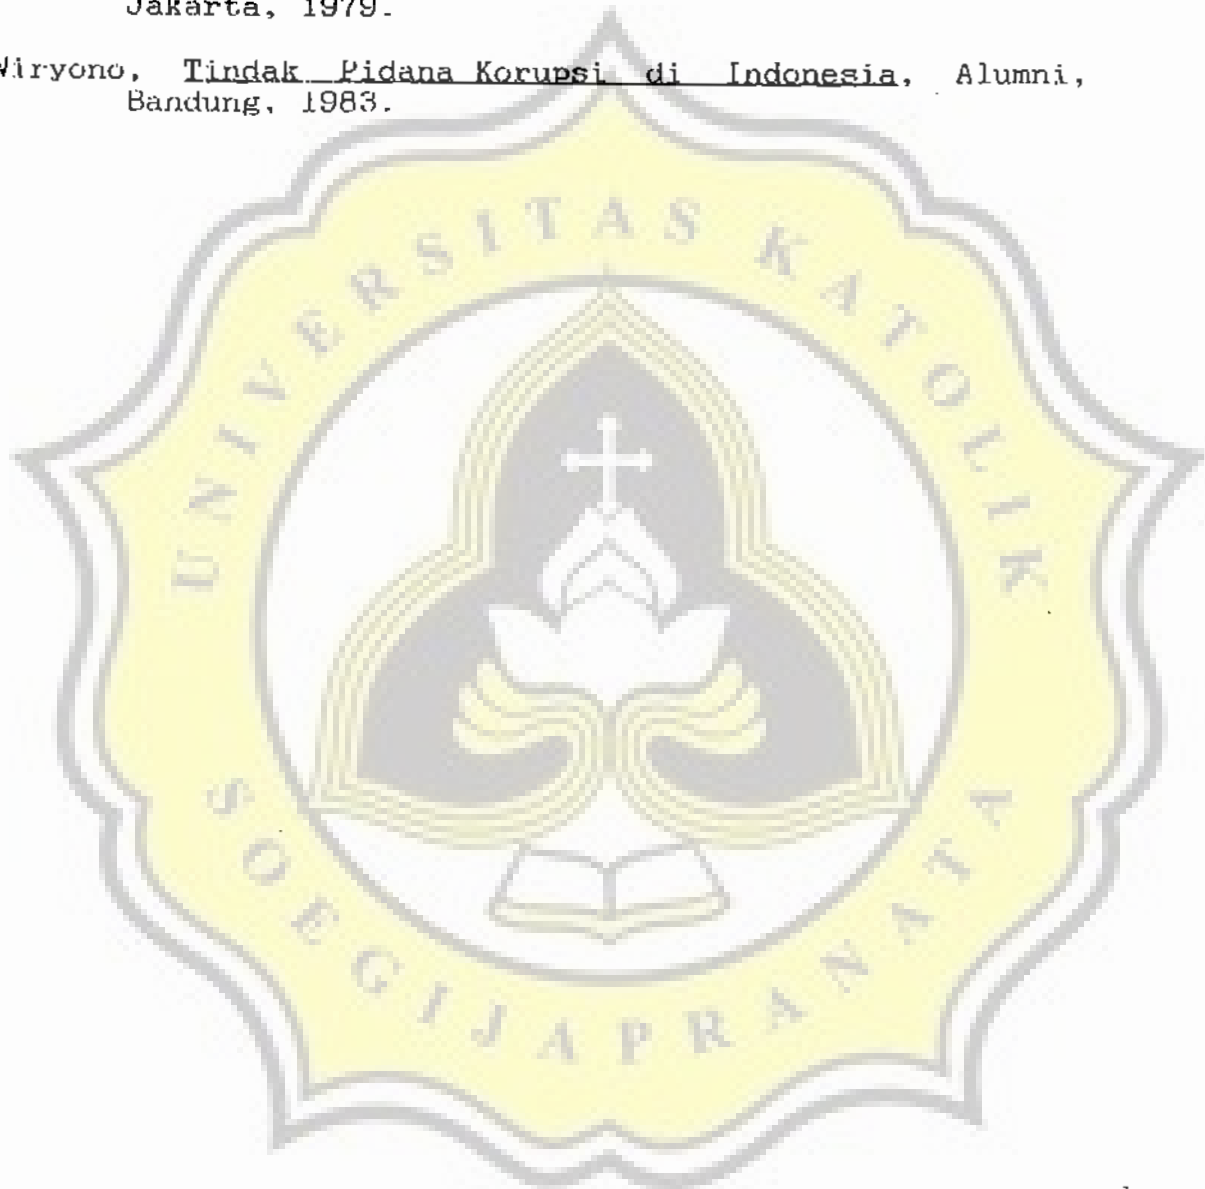 Jakarta, 1979.
Wiryono, Tindak Pidana Korupsi di Indonesia, Alumni,
Bandung, 1983.
UNIVERSITAS KATOLIK
SOEGIJAPRANATA